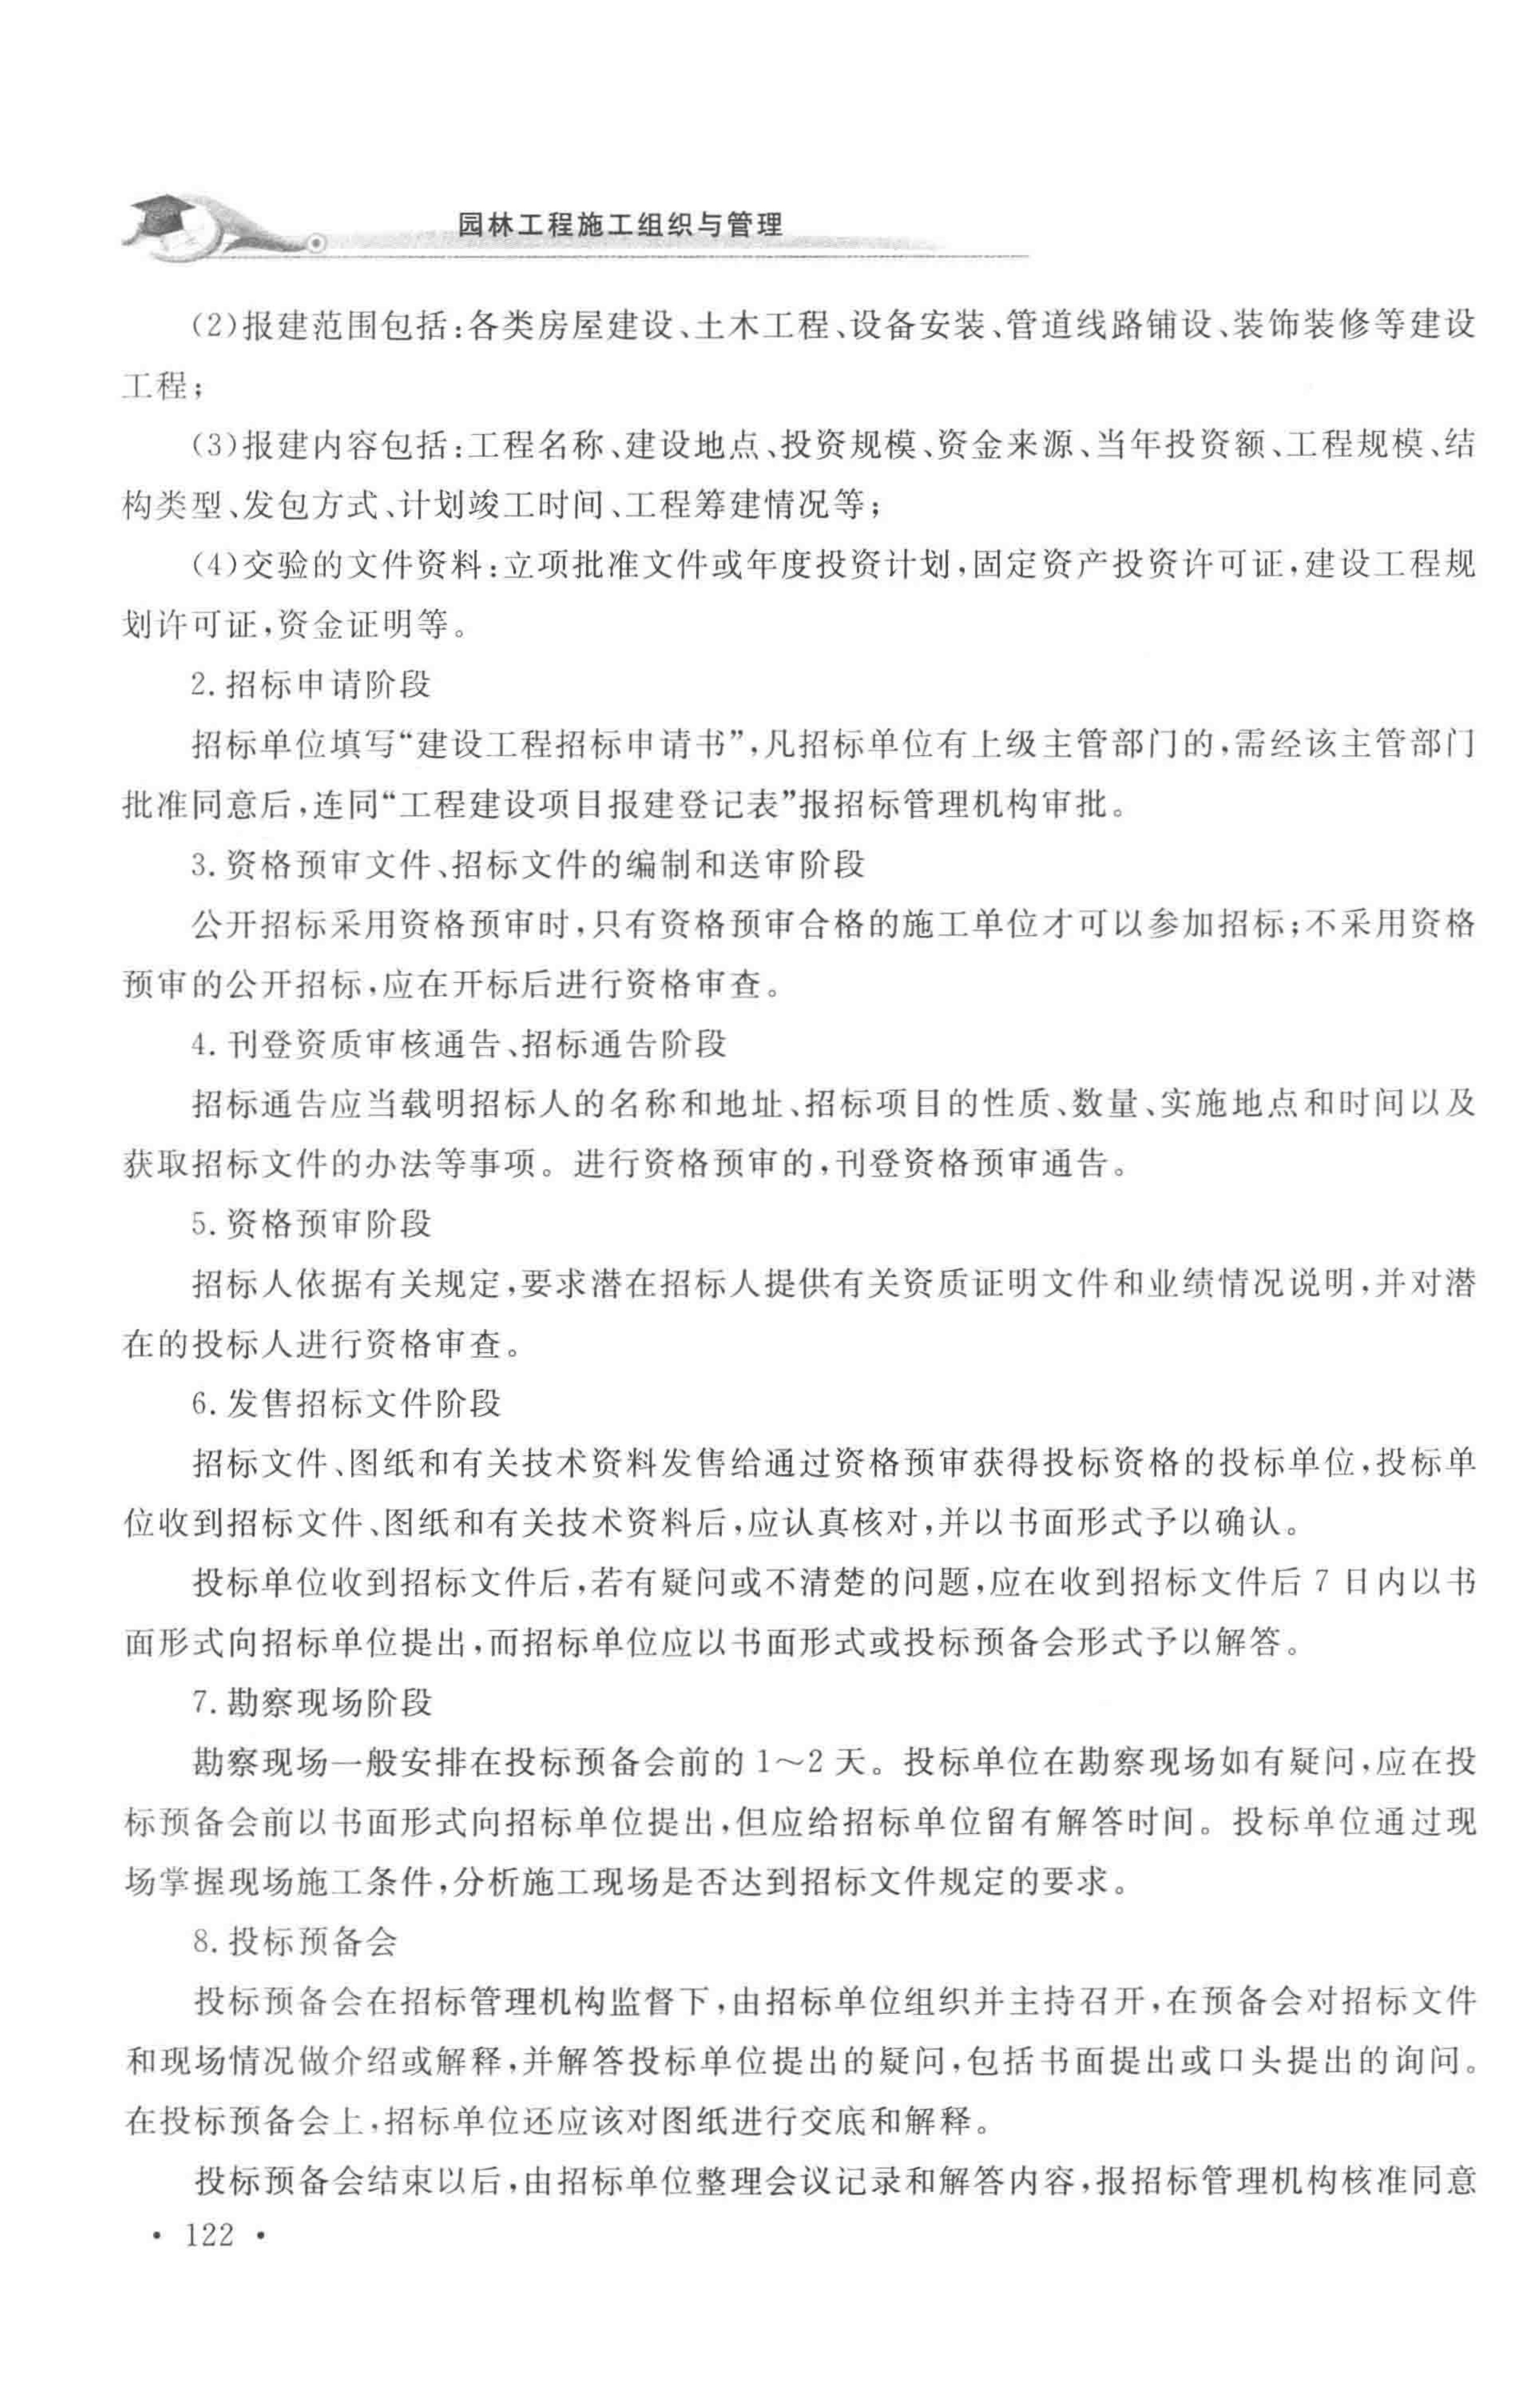 园林工程施工组织与管理
(2)报建范围包括:各类房屋建设、土木工程、设备安装、管道线路铺设、装饰装修等建设
工程;
(3)报建内容包括:工程名称、建设地点、投资规模、资金来源、当年投资额、工程规模、结
构类型、发包方式、计划竣工时间、工程筹建情况等;
(4)交验的文件资料:立项批准文件或年度投资计划,固定资产投资许可证,建设工程规
划许可证,资金证明等。
2. 招标申请阶段
招标单位填写“建设工程招标申请书”,凡招标单位有上级主管部门的,需经该主管部门
批准同意后,连同“工程建设项目报建登记表”报招标管理机构审批。
3. 资格预审文件、招标文件的编制和送审阶段
公开招标采用资格预审时,只有资格预审合格的施工单位才可以参加招标;不采用资格
预审的公开招标,应在开标后进行资格审查。
4. 刊登资质审核通告、招标通告阶段
招标通告应当载明招标人的名称和地址、招标项目的性质、数量、实施地点和时间以及
获取招标文件的办法等事项。进行资格预审的,刊登资格预审通告。
5. 资格预审阶段
招标人依据有关规定,要求潜在招标人提供有关资质证明文件和业绩情况说明,并对潜
在的投标人进行资格审查。
6. 发售招标文件阶段
招标文件、图纸和有关技术资料发售给通过资格预审获得投标资格的投标单位,投标单
位收到招标文件、图纸和有关技术资料后,应认真核对,并以书面形式予以确认。
投标单位收到招标文件后,若有疑问或不清楚的问题,应在收到招标文件后 7 日内以书
面形式向招标单位提出,而招标单位应以书面形式或投标预备会形式予以解答。
7. 勘察现场阶段
勘察现场一般安排在投标预备会前的 1～2 天。投标单位在勘察现场如有疑问,应在投
标预备会前以书面形式向招标单位提出,但应给招标单位留有解答时间。投标单位通过现
场掌握现场施工条件,分析施工现场是否达到招标文件规定的要求。
8. 投标预备会
投标预备会在招标管理机构监督下,由招标单位组织并主持召开,在预备会对招标文件
和现场情况做介绍或解释,并解答投标单位提出的疑问,包括书面提出或口头提出的询问。
在投标预备会上,招标单位还应该对图纸进行交底和解释。
投标预备会结束以后,由招标单位整理会议记录和解答内容,报招标管理机构核准同意
• 122 •